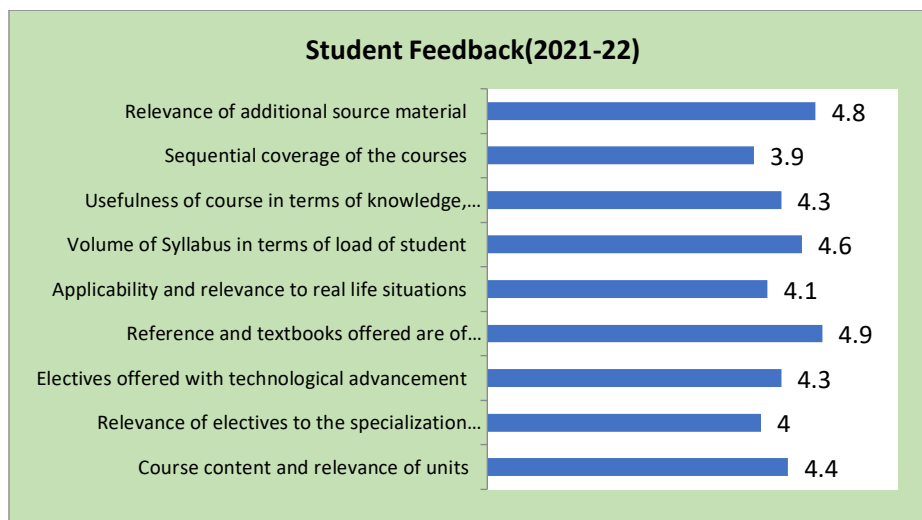 Student Feedback(2021-22)
Relevance of additional source material 4.8
Sequential coverage of the courses 3.9
Usefulness of course in terms of knowledge,... 4.3
Volume of Syllabus in terms of load of student 4.6
Applicability and relevance to real life situations 4.1
Reference and textbooks offered are of... 4.9
Electives offered with technological advancement 4.3
Relevance of electives to the specialization... 4
Course content and relevance of units 4.4